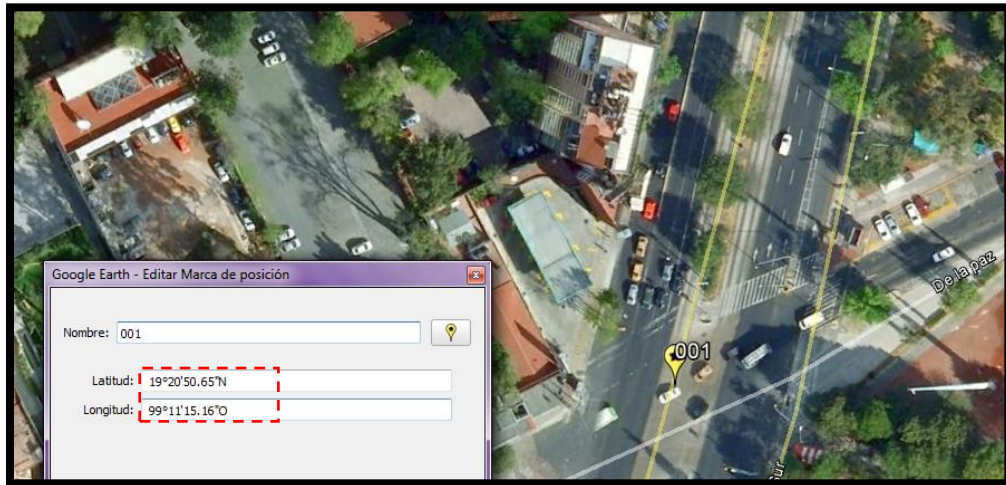 Google Earth - Editar Marca de posición
Nombre: 001
Latitud: 19°20'50.65"N
Longitud: 99°11'15.16"O
001
De la paz
Sur